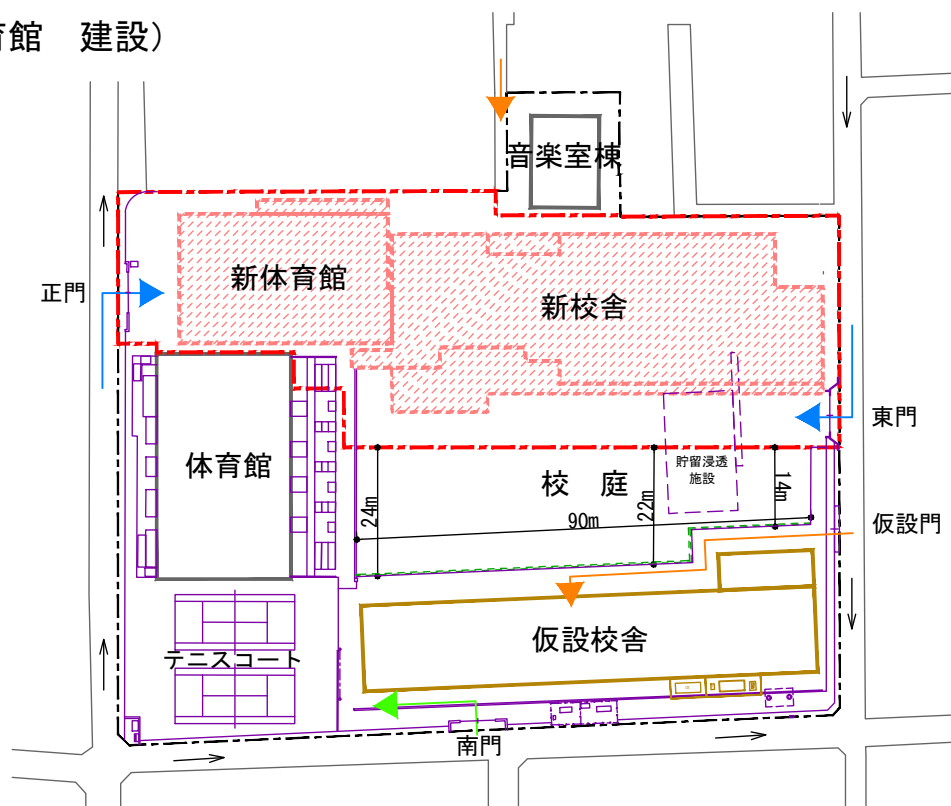 育館　建設）
音楽室棟
新体育館
正門
新校舎
東門
体育館
校　庭
貯留浸透
施設
24m
22m
14m
90m
仮設門
仮設校舎
テニスコート
南門